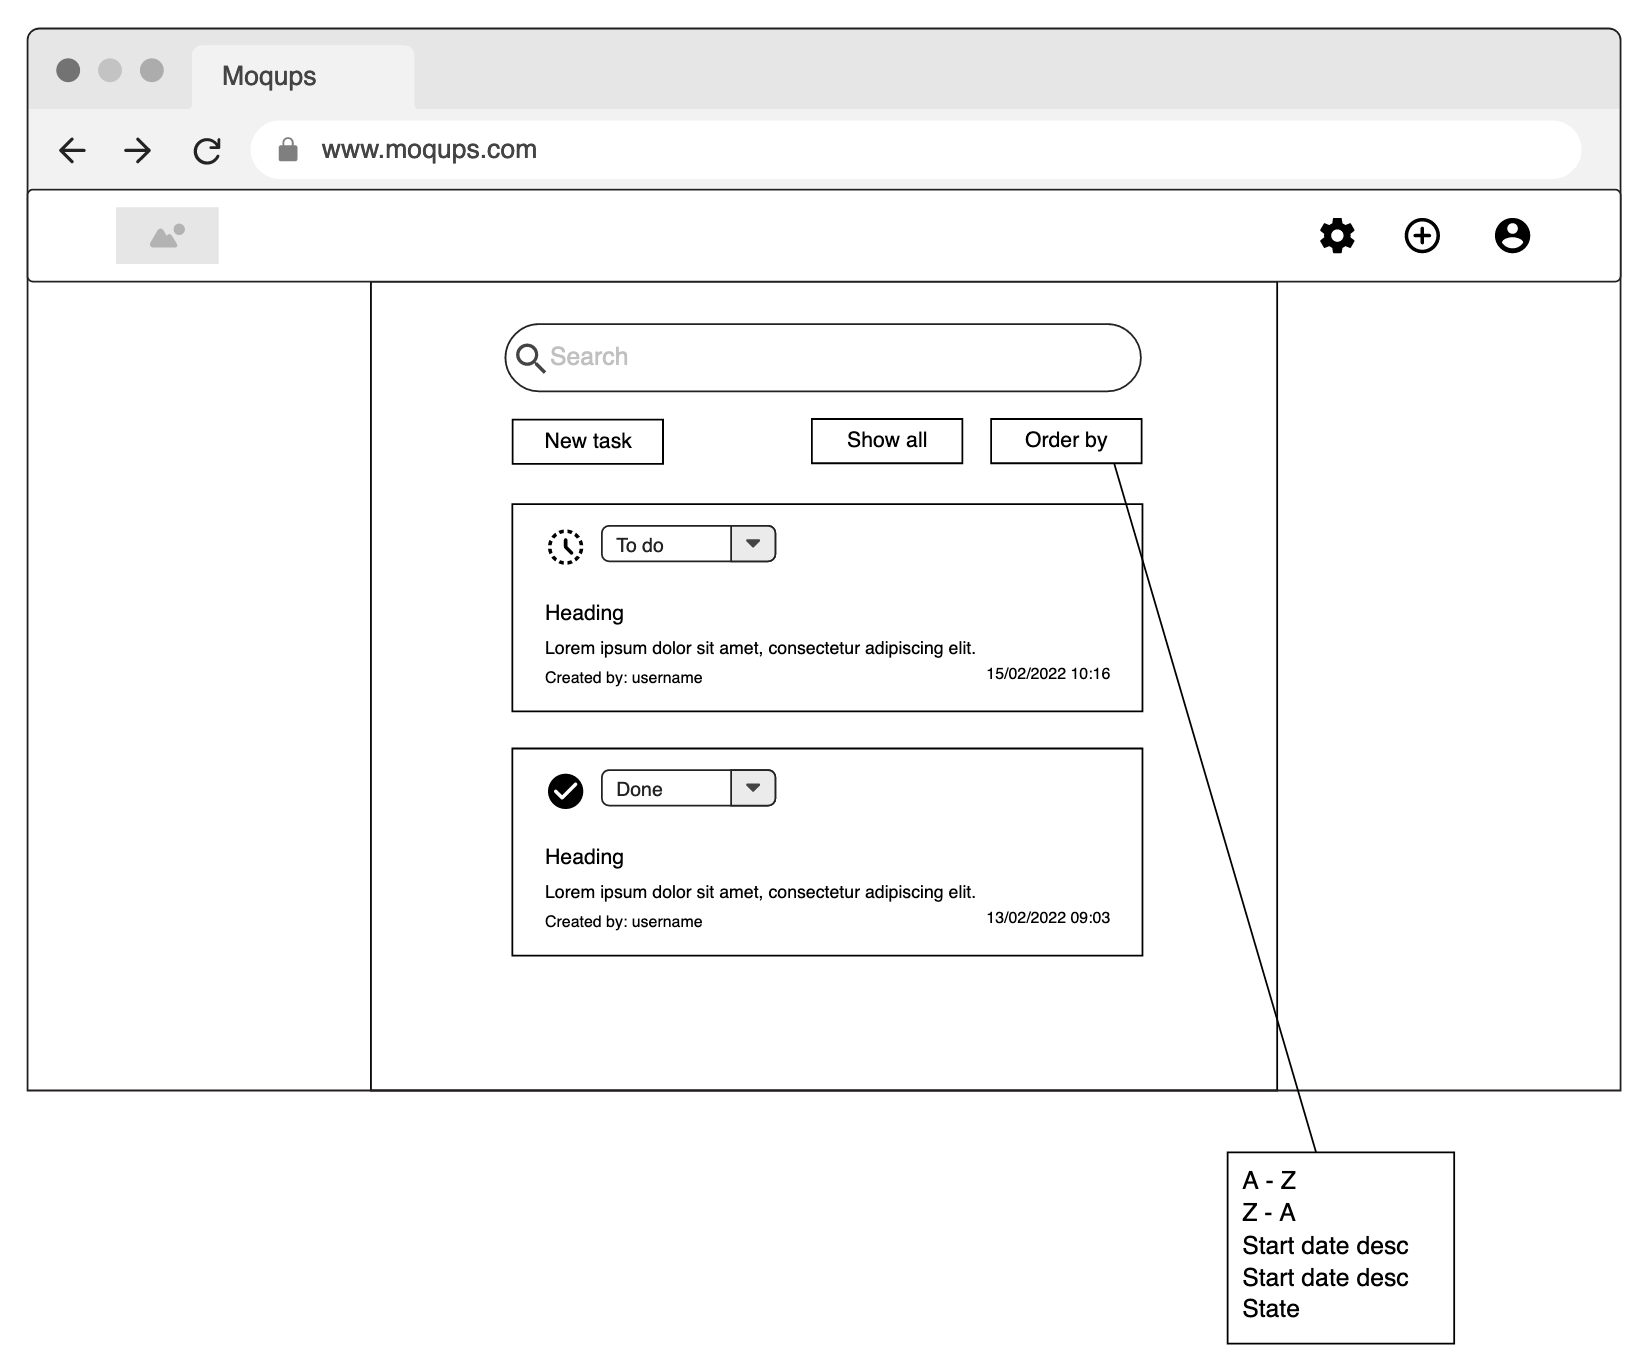 Moqups
www.moqups.com
Search
New task
Show all
Order by
To do
Heading
Lorem ipsum dolor sit amet, consectetur adipiscing elit.
Created by: username
15/02/2022 10:16
Done
Heading
Lorem ipsum dolor sit amet, consectetur adipiscing elit.
Created by: username
13/02/2022 09:03
A - Z
Z - A
Start date desc
Start date desc
State